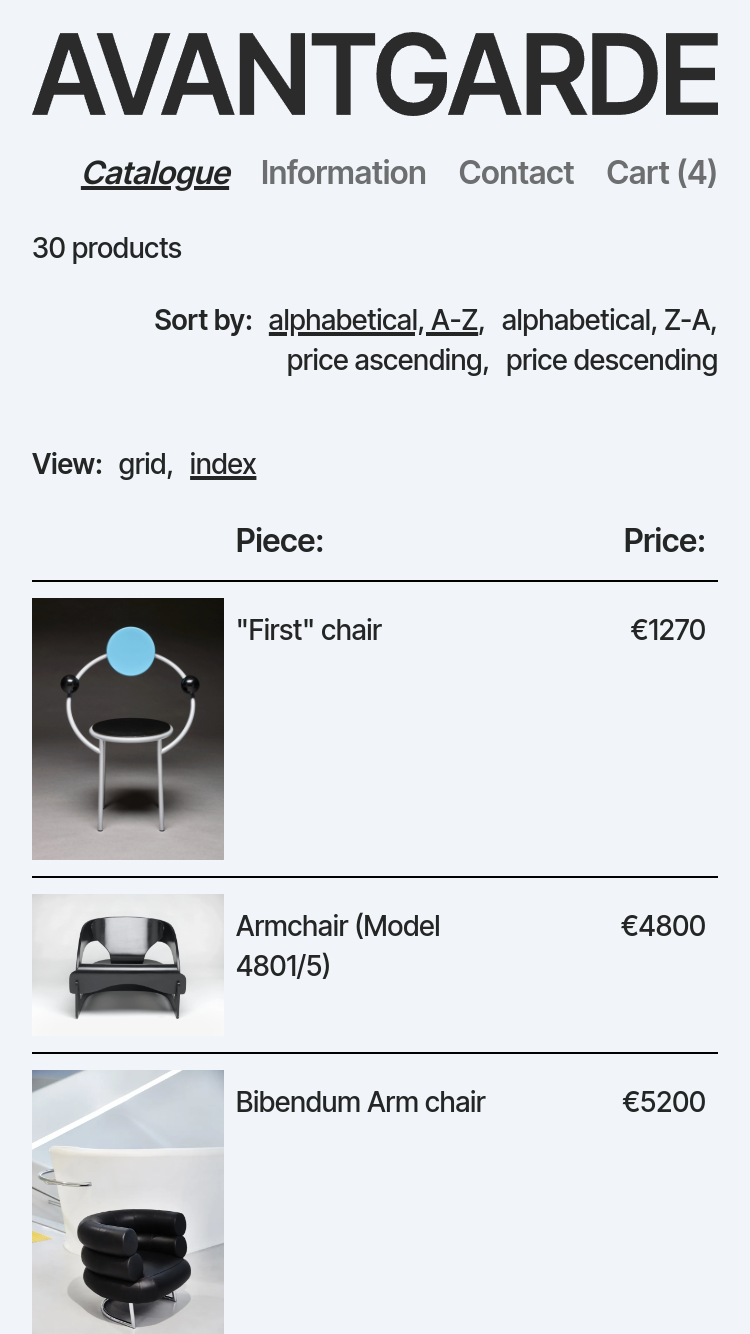 AVANTGARDE
Catalogue Information Contact Cart (4)
30 products
Sort by: alphabetical, A-Z, alphabetical, Z-A,
price ascending, price descending
View: grid, index
Piece: Price:
"First" chair €1270
Armchair (Model €4800
4801/5)
Bibendum Arm chair €5200